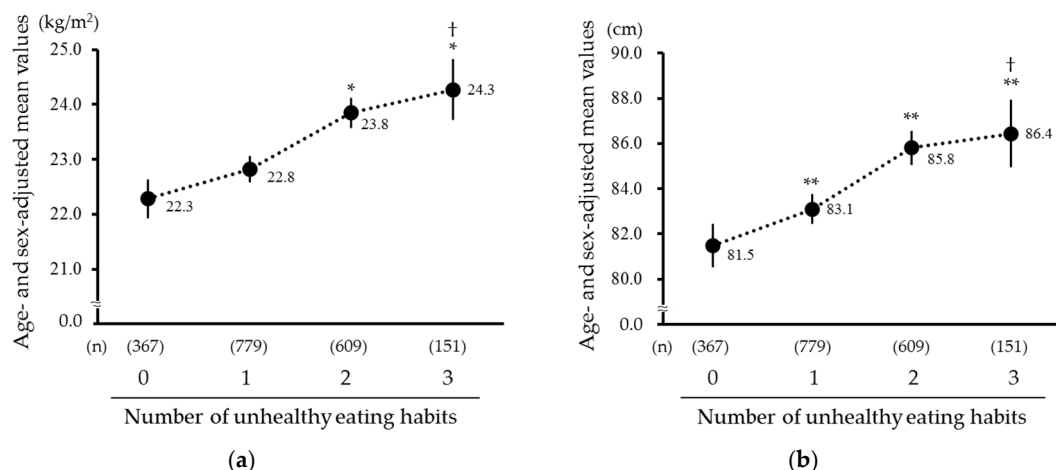 (kg/m²)
Age- and sex-adjusted mean values
25.0
24.0
23.0
22.0
21.0
0.0
22.3
22.8
*
23.8
†
*
24.3
(n) (367) (779) (609) (151)
0 1 2 3
Number of unhealthy eating habits
(a)
(cm)
Age- and sex-adjusted mean values
90.0
88.0
86.0
84.0
82.0
80.0
0.0
81.5
**
83.1
**
85.8
†
**
86.4
(n) (367) (779) (609) (151)
0 1 2 3
Number of unhealthy eating habits
(b)